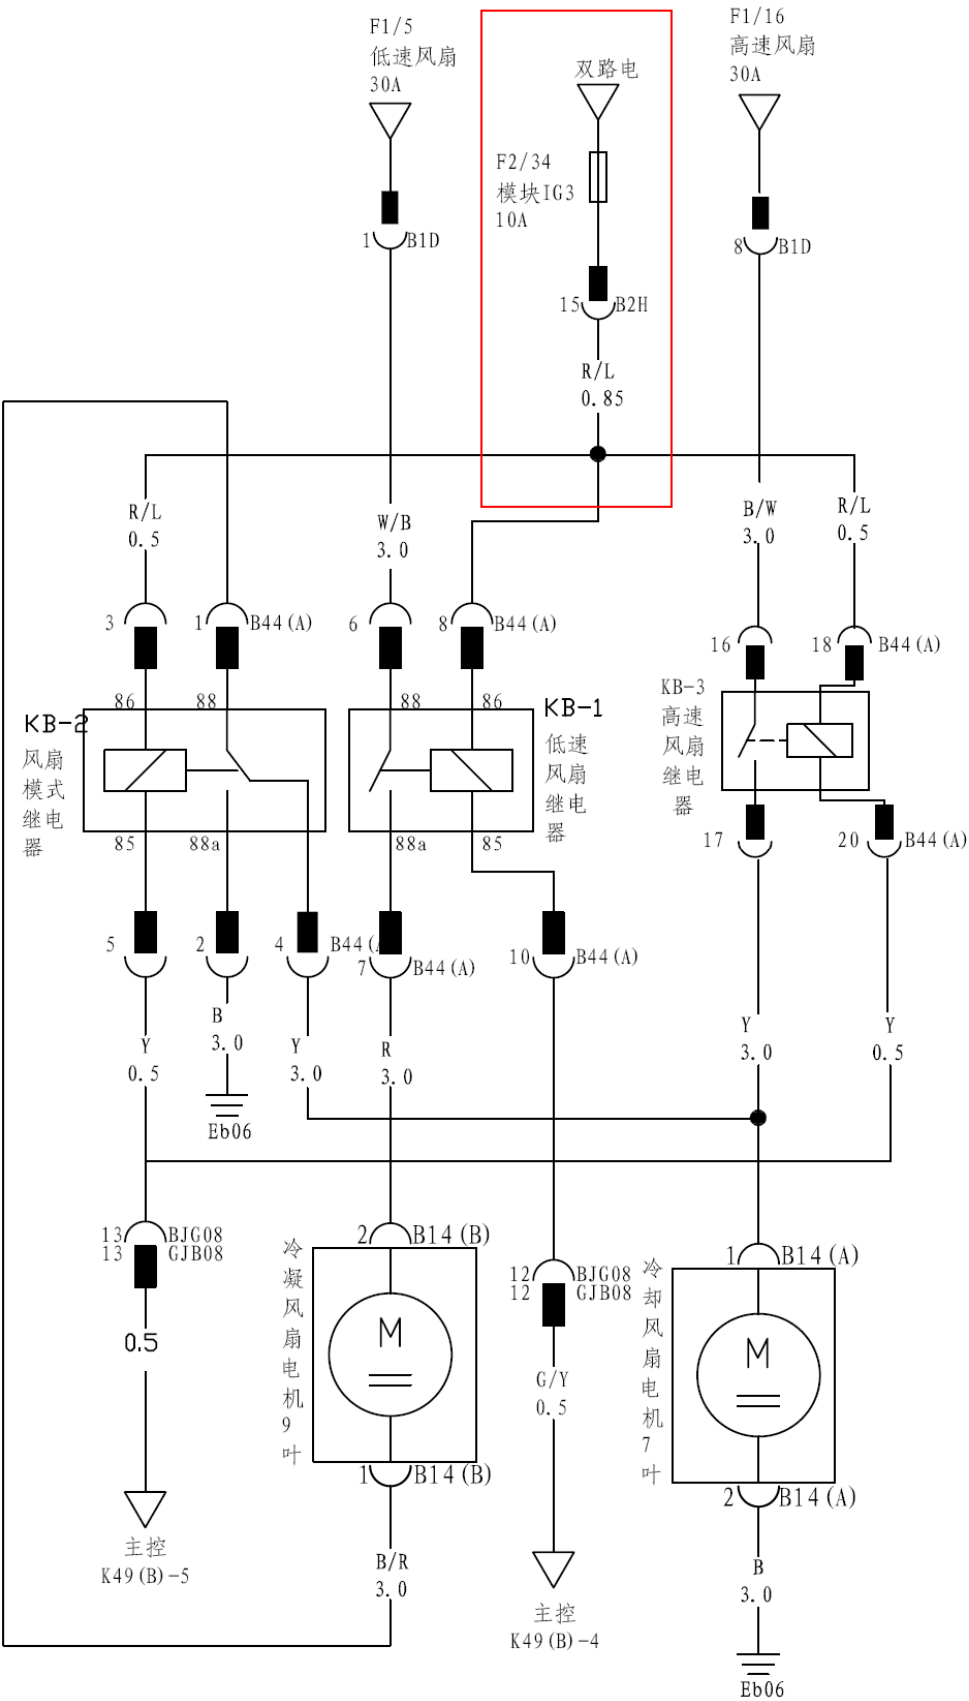 F1/5
低速风扇
30A
双路电
F1/16
高速风扇
30A
F2/34
模块IG3
10A
1
B1D
8
B1D
15
B2H
R/L
0.85
R/L
0.5
W/B
3.0
B/W
3.0
R/L
0.5
3
1
B44(A)
6
8
B44(A)
16
18
B44(A)
86
88
88
86
KB-2
风扇
模式
继电
器
KB-1
低速
风扇
继电
器
KB-3
高速
风扇
继电
器
85
88a
88a
85
17
20
B44(A)
5
2
4
B44(A
7
B44(A)
10
B44(A)
Y
0.5
B
3.0
Y
3.0
R
3.0
Y
3.0
Y
0.5
Eb06
13
BJG08
13
GJB08
2
B14(B)
冷凝风扇电机9叶
M
12
BJG08
12
GJB08
1
B14(A)
冷却风扇电机7叶
M
0.5
G/Y
0.5
1
B14(B)
2
B14(A)
主控
K49(B)-5
B/R
3.0
主控
K49(B)-4
B
3.0
Eb06